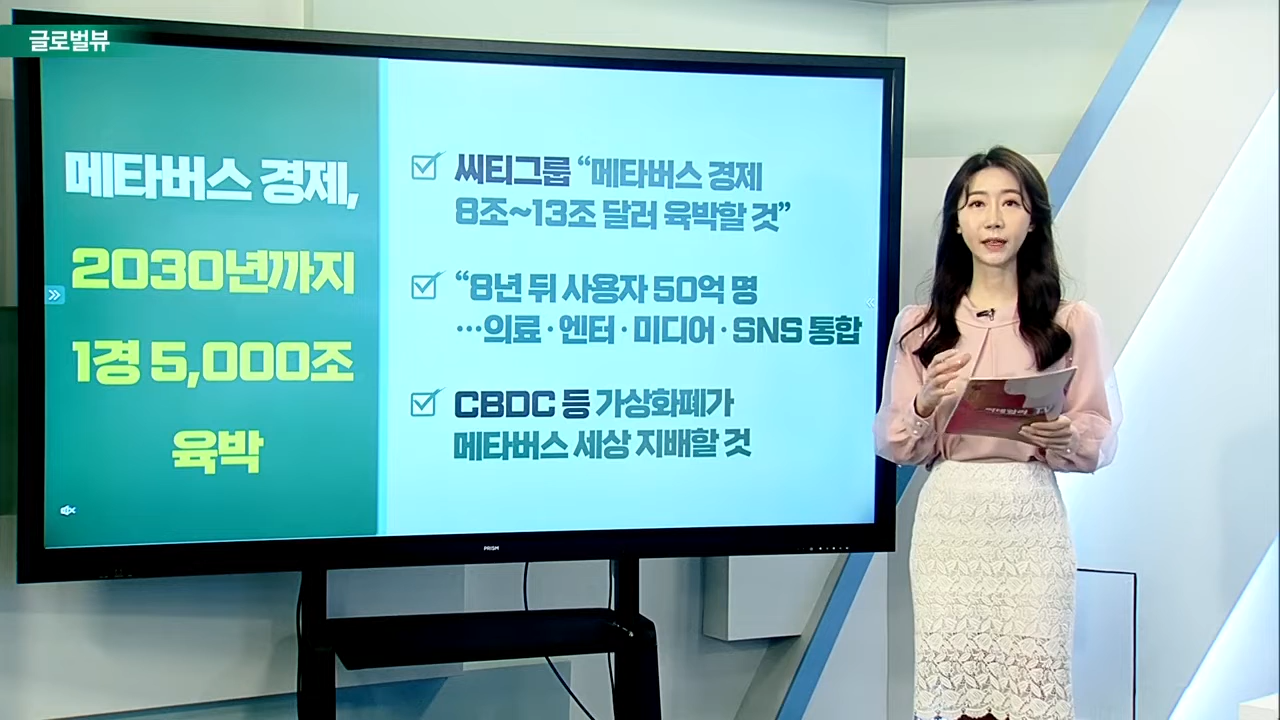 글로벌뷰
메타버스 경제,
2030년까지
1경 5,000조
육박
씨티그룹 “메타버스 경제
8조~13조 달러 육박할 것”
“8년 뒤 사용자 50억 명
…의료·엔터·미디어·SNS 통합
CBDC 등 가상화폐가
메타버스 세상 지배할 것
PRISM